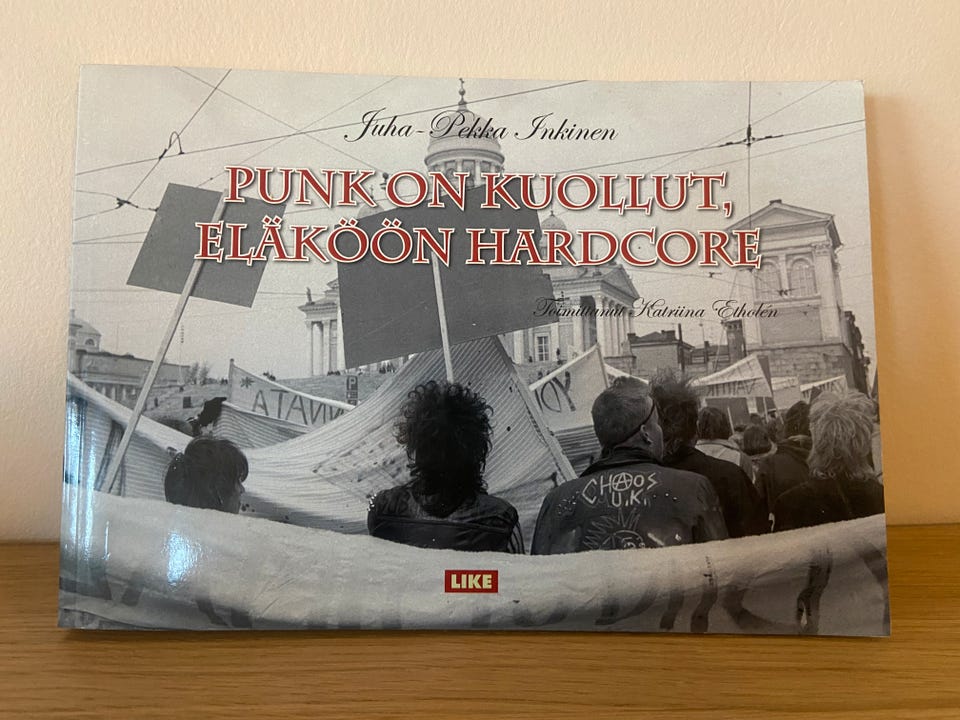 Juha-Pekka Inkinen
PUNK ON KUOLLUT,
ELÄKÖÖN HARDCORE
Toimittanut Katriina Etholén
CHAOS
U.K.
LIKE